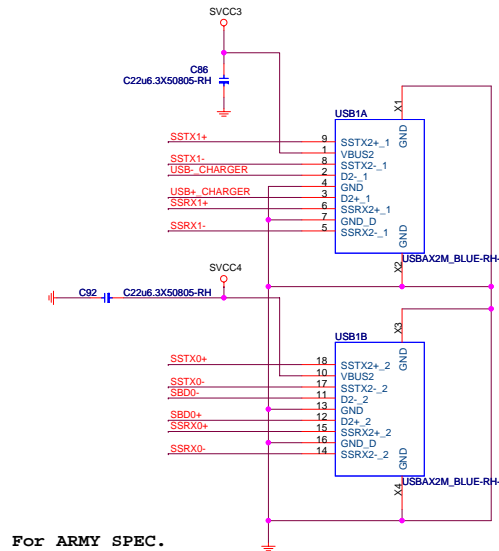 SVCC3
C86
C22u6.3X50805-RH
USB1A
X1
GND
SSTX1+ 9 SSTX2+_1
1 VBUS2
SSTX1- 8 SSTX2-_1
USB-_CHARGER 2 D2-_1
4 GND
USB+_CHARGER 3 D2+_1
SSRX1+ 6 SSRX2+_1
7 GND_D
SSRX1- 5 SSRX2-_1
GND
X2
USBAX2M_BLUE-RH-
SVCC4
C92 C22u6.3X50805-RH
X3
USB1B
GND
SSTX0+ 18 SSTX2+_2
10 VBUS2
SSTX0- 17 SSTX2-_2
SBD0- 11 D2-_2
13 GND
SBD0+ 12 D2+_2
SSRX0+ 15 SSRX2+_2
16 GND_D
SSRX0- 14 SSRX2-_2
GND
X4
USBAX2M_BLUE-RH-
For ARMY SPEC.